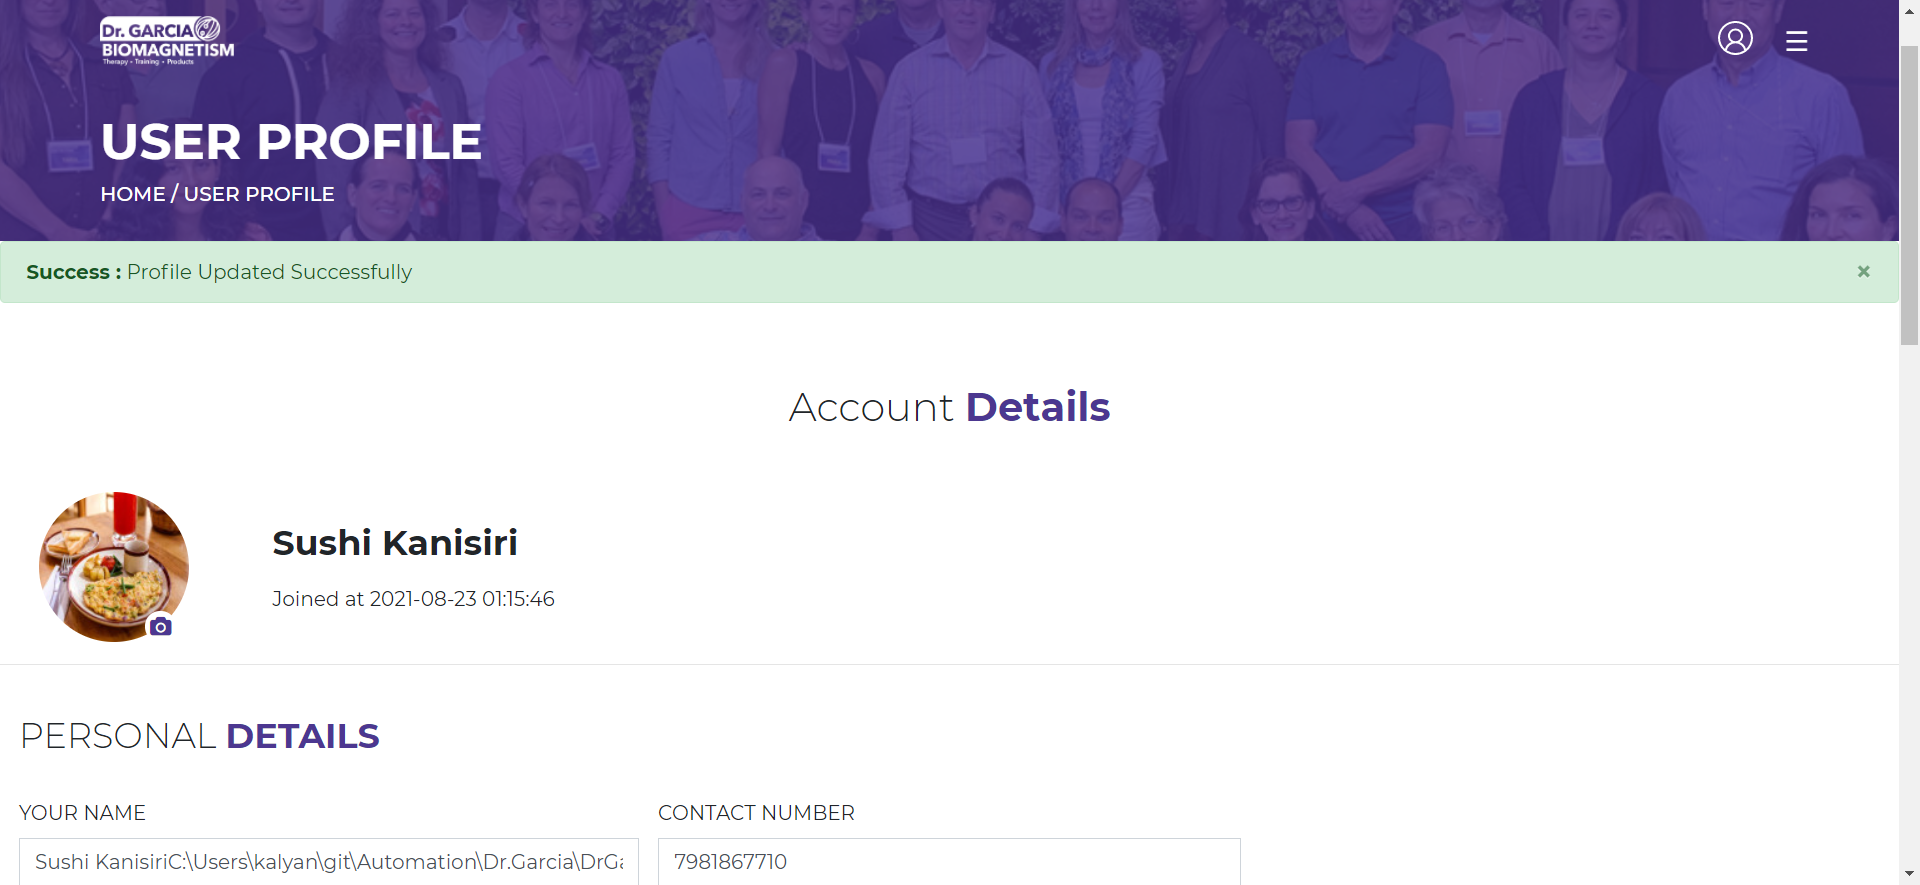 Dr. GARCIA
BIOMAGNETISM
Therapy • Training • Products
USER PROFILE
HOME / USER PROFILE
Success : Profile Updated Successfully
×
Account Details
Sushi Kanisiri
Joined at 2021-08-23 01:15:46
PERSONAL DETAILS
YOUR NAME
CONTACT NUMBER
Sushi KanisiriC:\Users\kalyan\git\Automation\Dr.Garcia\DrGa
7981867710